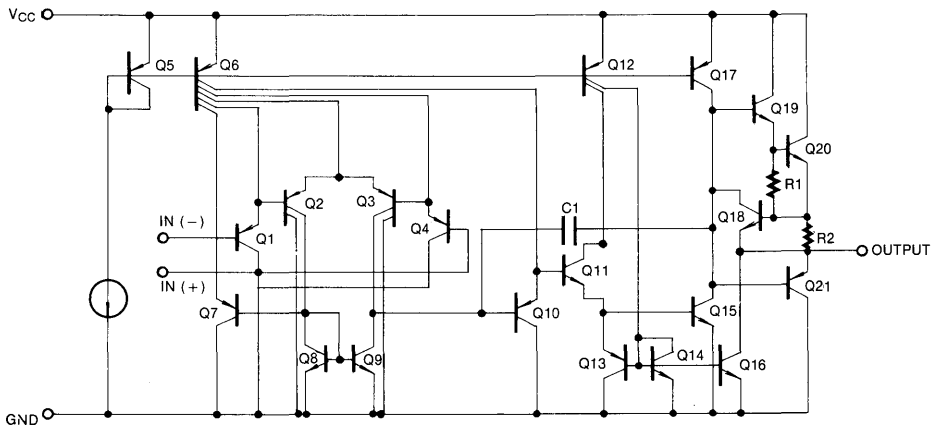 VCC
Q5
Q6
Q12
Q17
Q19
Q20
R1
Q2
Q3
Q4
C1
Q18
R2
IN (−)
Q1
OUTPUT
IN (+)
Q11
Q7
Q10
Q15
Q21
Q8
Q9
Q13
Q14
Q16
GND